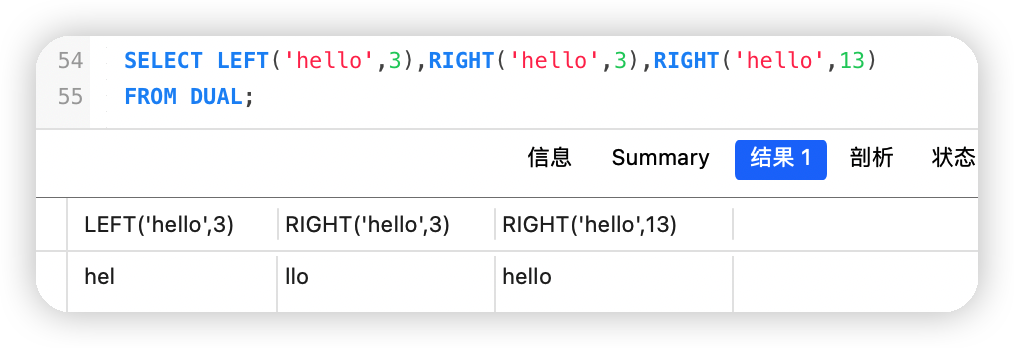 54 SELECT LEFT('hello',3),RIGHT('hello',3),RIGHT('hello',13)
55 FROM DUAL;
信息 Summary 结果 1 剖析 状态
LEFT('hello',3) RIGHT('hello',3) RIGHT('hello',13)
hel llo hello